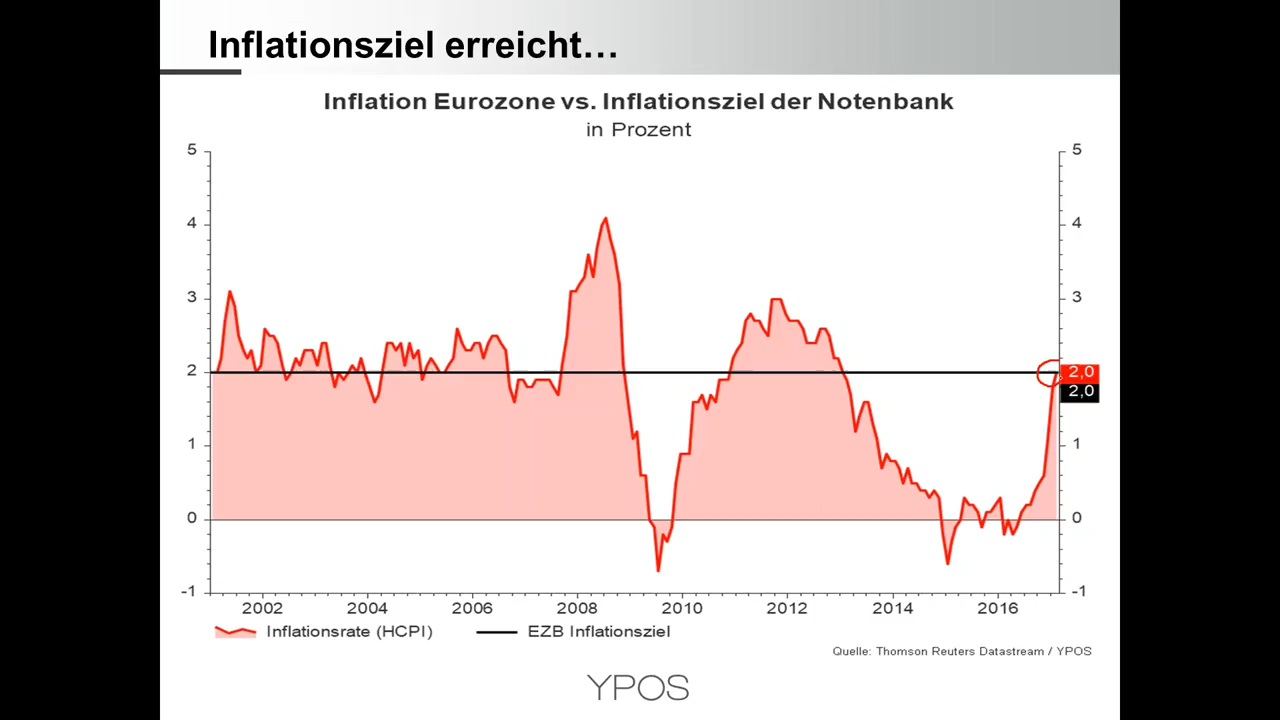 Inflationsziel erreicht…
Inflation Eurozone vs. Inflationsziel der Notenbank
in Prozent
5 5
4 4
3 3
2 2,0
2,0
1 1
0 0
-1 -1
2002 2004 2006 2008 2010 2012 2014 2016
Inflationsrate (HCPI) EZB Inflationsziel
Quelle: Thomson Reuters Datastream / YPOS
YPOS